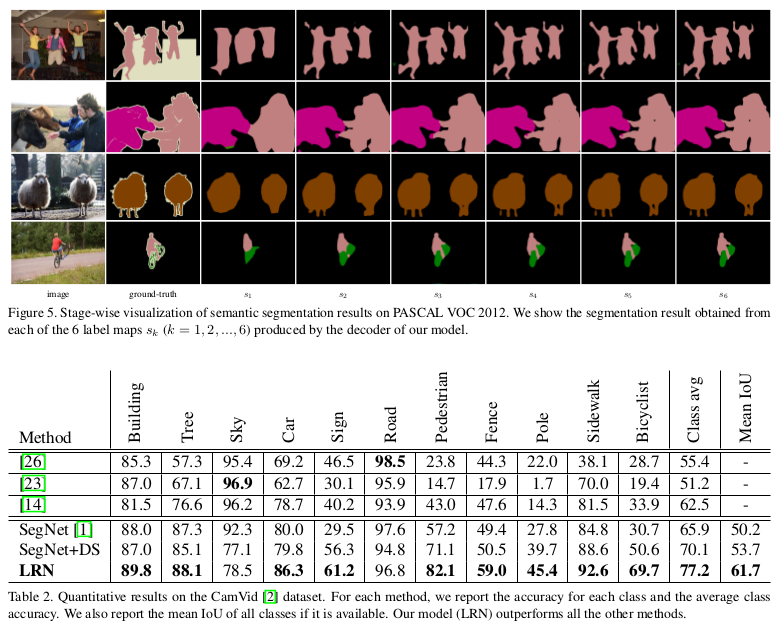 image ground-truth s1 s2 s3 s4 s5 s6
Figure 5. Stage-wise visualization of semantic segmentation results on PASCAL VOC 2012. We show the segmentation result obtained from
each of the 6 label maps sk (k = 1, 2, ..., 6) produced by the decoder of our model.
Method Building Tree Sky Car Sign Road Pedestrian Fence Pole Sidewalk Bicyclist Class avg Mean IoU
[26] 85.3 57.3 95.4 69.2 46.5 98.5 23.8 44.3 22.0 38.1 28.7 55.4 -
[23] 87.0 67.1 96.9 62.7 30.1 95.9 14.7 17.9 1.7 70.0 19.4 51.2 -
[14] 81.5 76.6 96.2 78.7 40.2 93.9 43.0 47.6 14.3 81.5 33.9 62.5 -
SegNet [1] 88.0 87.3 92.3 80.0 29.5 97.6 57.2 49.4 27.8 84.8 30.7 65.9 50.2
SegNet+DS 87.0 85.1 77.1 79.8 56.3 94.8 71.1 50.5 39.7 88.6 50.6 70.1 53.7
LRN 89.8 88.1 78.5 86.3 61.2 96.8 82.1 59.0 45.4 92.6 69.7 77.2 61.7
Table 2. Quantitative results on the CamVid [2] dataset. For each method, we report the accuracy for each class and the average class
accuracy. We also report the mean IoU of all classes if it is available. Our model (LRN) outperforms all the other methods.